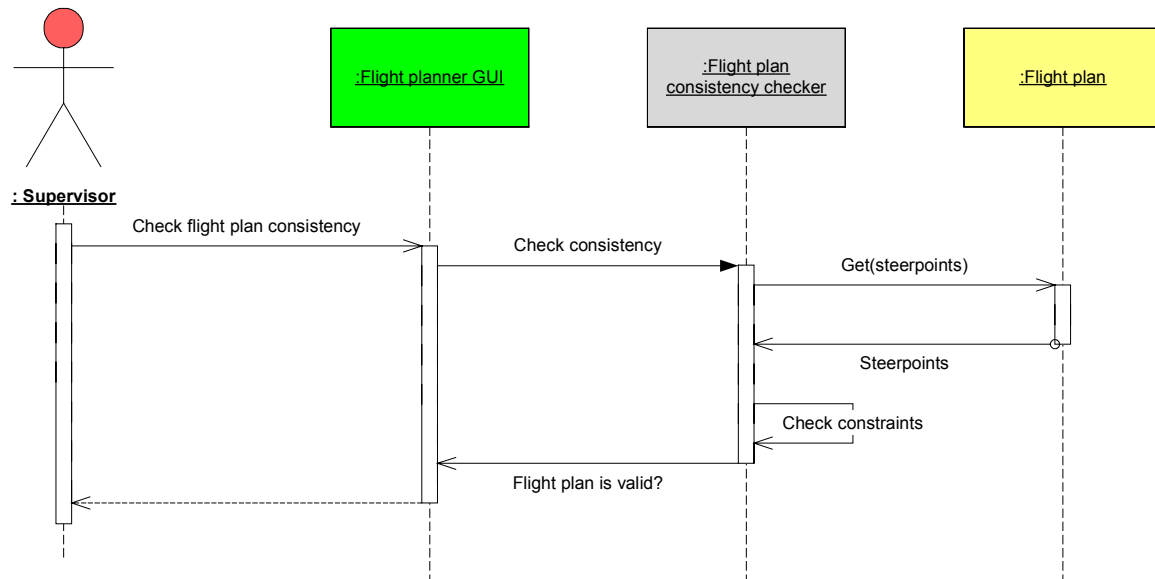 :Flight planner GUI
:Flight plan
consistency checker
:Flight plan
: Supervisor
Check flight plan consistency
Check consistency
Get(steerpoints)
Steerpoints
Check constraints
Flight plan is valid?